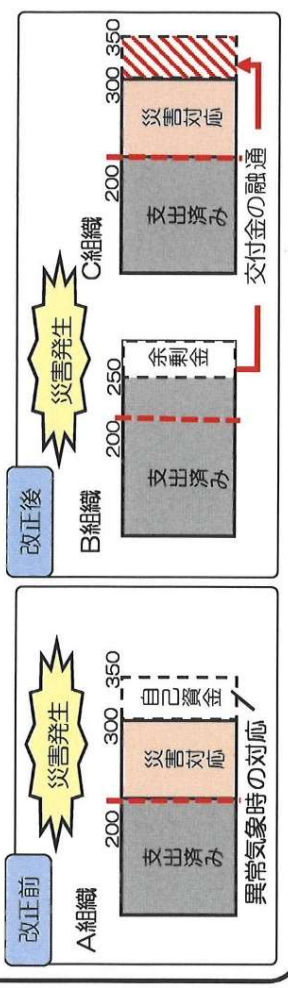 改正前
災害発生
A組織
200
300
350
支出済み
災害対応
自己資金
異常気象時の対応
改正後
災害発生
B組織
200
250
支出済み
余剰金
C組織
200
300
350
支出済み
災害対応
交付金の融通